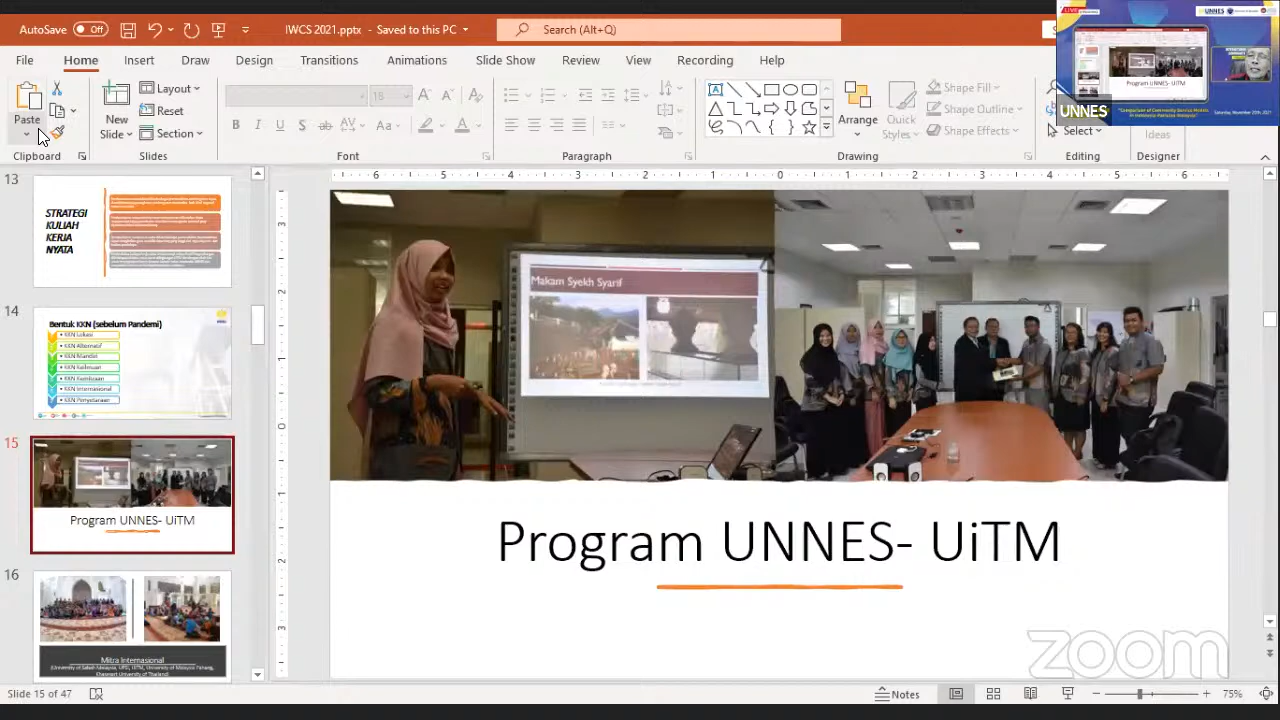 AutoSave Off
IWCS 2021.pptx - Saved to this PC
Search (Alt+Q)
File Home Insert Draw Design Transitions Animations Slide Show Review View Recording Help
Paste
Clipboard
New
Slide
Layout
Reset
Section
Slides
Font
Paragraph
Arrange
Quick
Styles
Shape Fill
Shape Outline
Shape Effects
Drawing
Select
Editing
Ideas
Designer
UNNES
13
STRATEGI
KULIAH
KERJA
NYATA
14
Bentuk KKN (sebelum Pandemi)
• KKN Lokasi
• KKN Alternatif
• KKN Mandiri
• KKN Kemitraan
• KKN Internasional
• KKN Penyetaraan
15
Program UNNES- UiTM
16
Mitra Internasional
Makam Syekh Syarif
Program UNNES- UiTM
zoom
Slide 15 of 47
Notes
75%